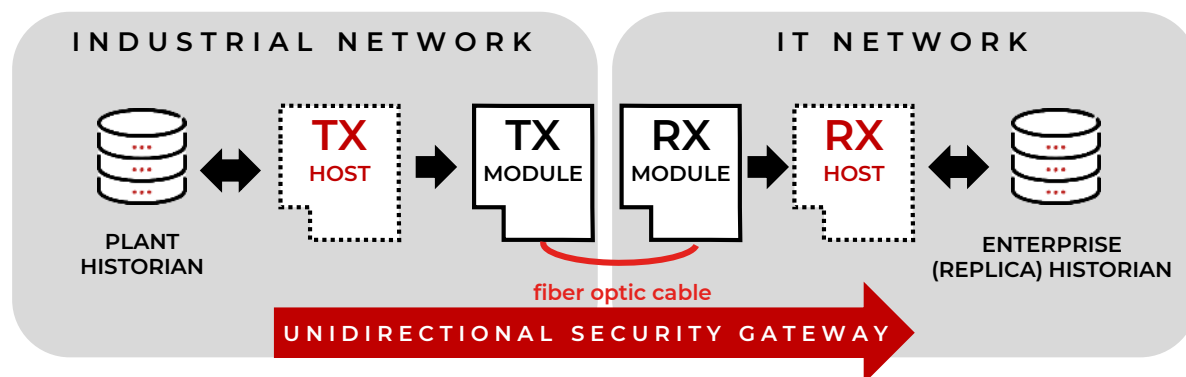 INDUSTRIAL NETWORK
IT NETWORK
TX
HOST
TX
MODULE
RX
MODULE
RX
HOST
PLANT
HISTORIAN
ENTERPRISE
(REPLICA) HISTORIAN
fiber optic cable
UNIDIRECTIONAL SECURITY GATEWAY